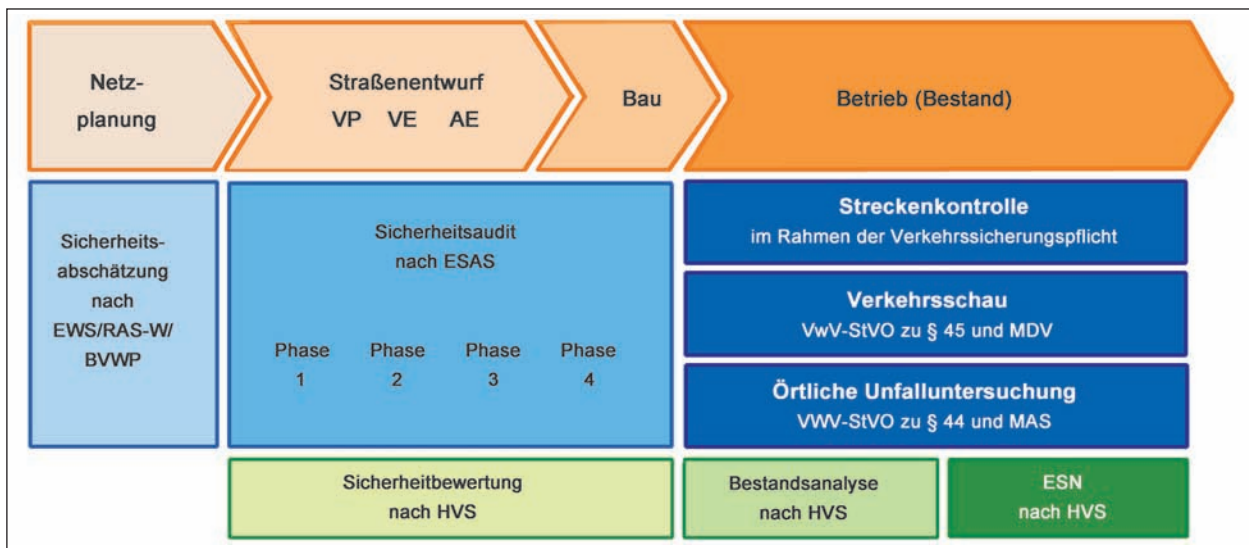 Netz-
planung
Straßenentwurf
VP VE AE
Bau
Betrieb (Bestand)
Sicherheits-
abschätzung
nach
EWS/RAS-W/
BVWP
Sicherheitsaudit
nach ESAS
Phase Phase Phase Phase
1 2 3 4
Streckenkontrolle
im Rahmen der Verkehrssicherungspflicht
Verkehrsschau
VwV-StVO zu § 45 und MDV
Örtliche Unfalluntersuchung
VWV-StVO zu § 44 und MAS
Sicherheitbewertung
nach HVS
Bestandsanalyse
nach HVS
ESN
nach HVS